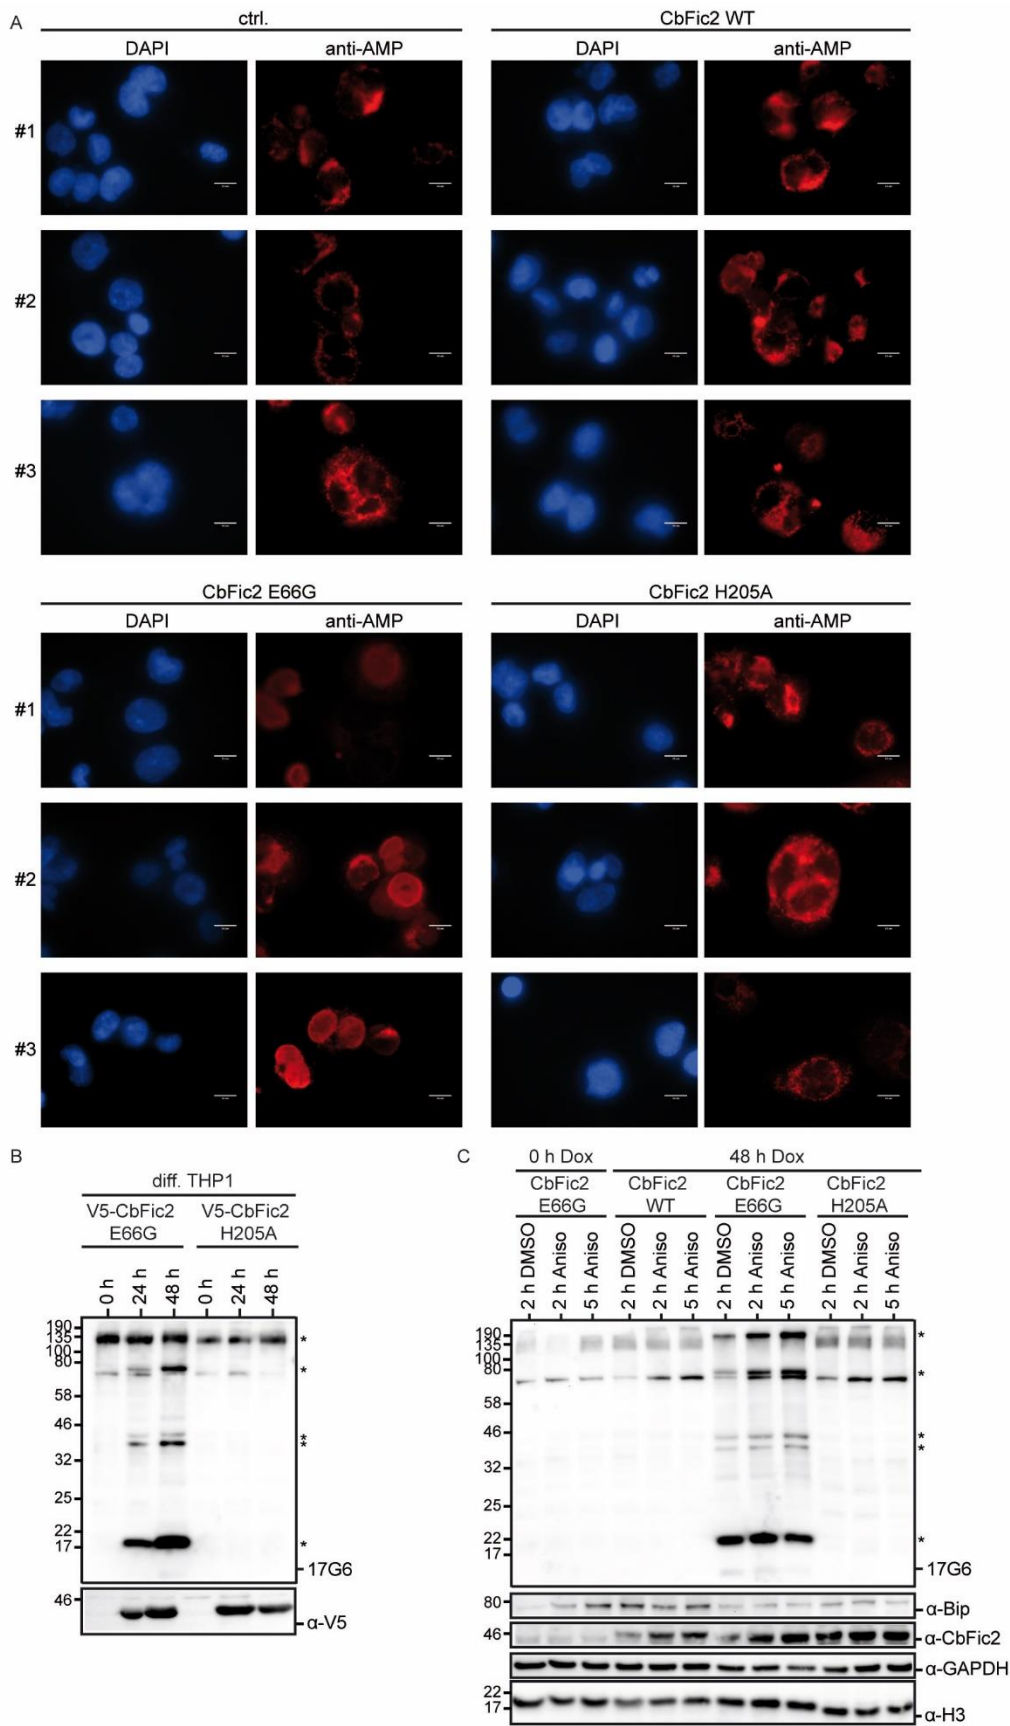 A
ctrl.
CbFic2 WT
DAPI
anti-AMP
DAPI
anti-AMP
#1
#2
#3
CbFic2 E66G
CbFic2 H205A
DAPI
anti-AMP
DAPI
anti-AMP
#1
#2
#3
B
diff. THP1
V5-CbFic2 E66G
V5-CbFic2 H205A
0 h
24 h
48 h
0 h
24 h
48 h
190
135
100
80
58
46
32
25
22
17
*
*
*
*
*
17G6
46
α-V5
C
0 h Dox
48 h Dox
CbFic2 E66G
CbFic2 WT
CbFic2 E66G
CbFic2 H205A
2 h DMSO
2 h Aniso
5 h Aniso
2 h DMSO
2 h Aniso
5 h Aniso
2 h DMSO
2 h Aniso
5 h Aniso
2 h DMSO
2 h Aniso
5 h Aniso
190
135
100
80
58
46
32
25
22
17
*
*
*
*
*
17G6
80
α-Bip
46
α-CbFic2
α-GAPDH
22
17
α-H3